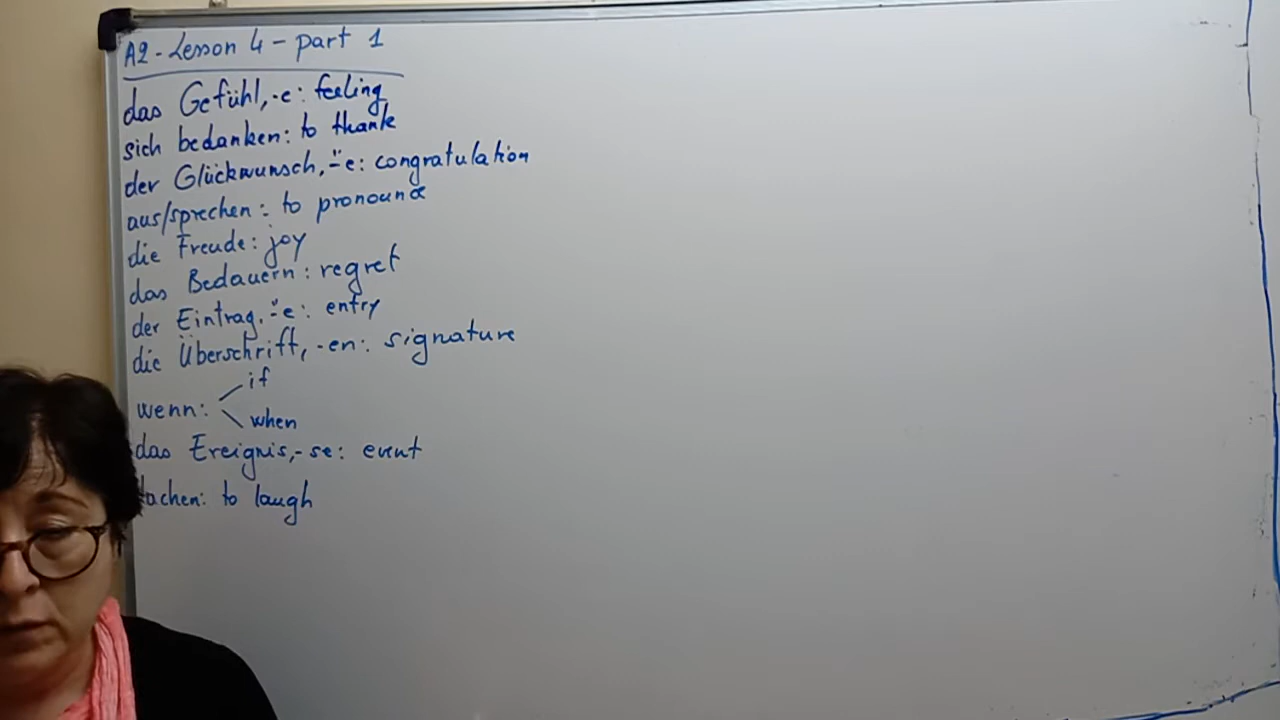 A2 - Lesson 4 - part 1
das Gefühl, -e: feeling
sich bedanken: to thank
der Glückwunsch, -̈e: congratulation
aus/sprechen: to pronounce
die Freude: joy
das Bedauern: regret
der Eintrag, -̈e: entry
die Überschrift, -en: signature
wenn: if
when
das Ereignis, -se: event
lachen: to laugh